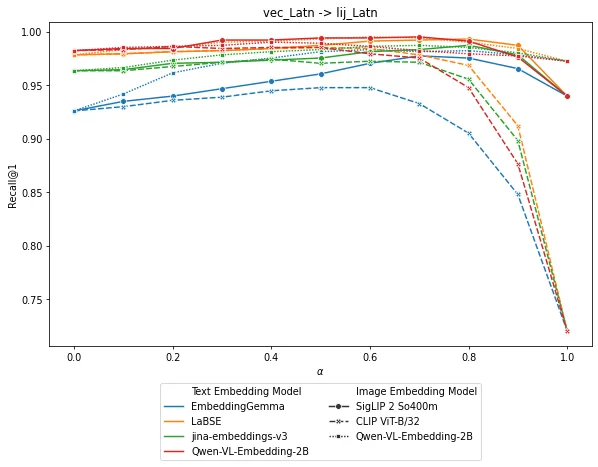 vec_Latn -> lij_Latn
Recall@1
1.00
0.95
0.90
0.85
0.80
0.75
0.0 0.2 0.4 0.6 0.8 1.0
α
Text Embedding Model
EmbeddingGemma
LaBSE
jina-embeddings-v3
Qwen-VL-Embedding-2B
Image Embedding Model
SigLIP 2 So400m
CLIP ViT-B/32
Qwen-VL-Embedding-2B